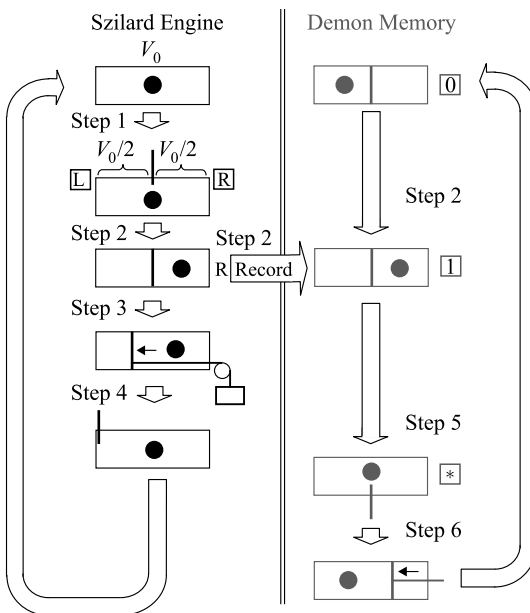 Szilard Engine
V0
Step 1
V0/2 V0/2
L R
Step 2
R
Step 3
Step 4
Step 2
Record
Demon Memory
0
Step 2
1
Step 5
*
Step 6